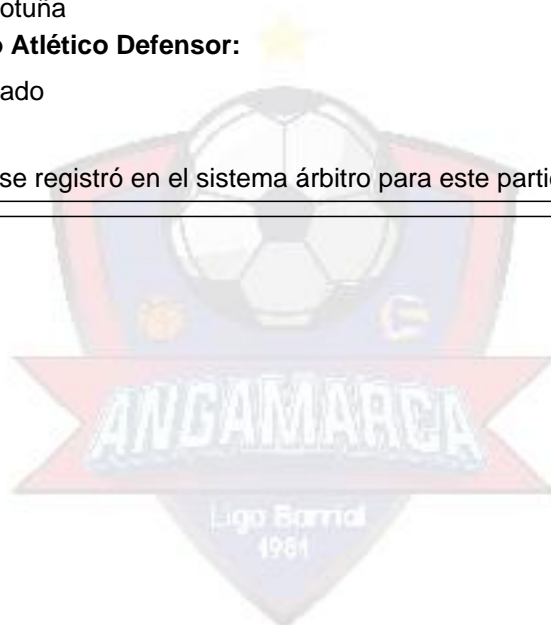 otuña
o Atlético Defensor:
ado
se registró en el sistema árbitro para este parti
ANGAMARCA
Liga Barrial
1981